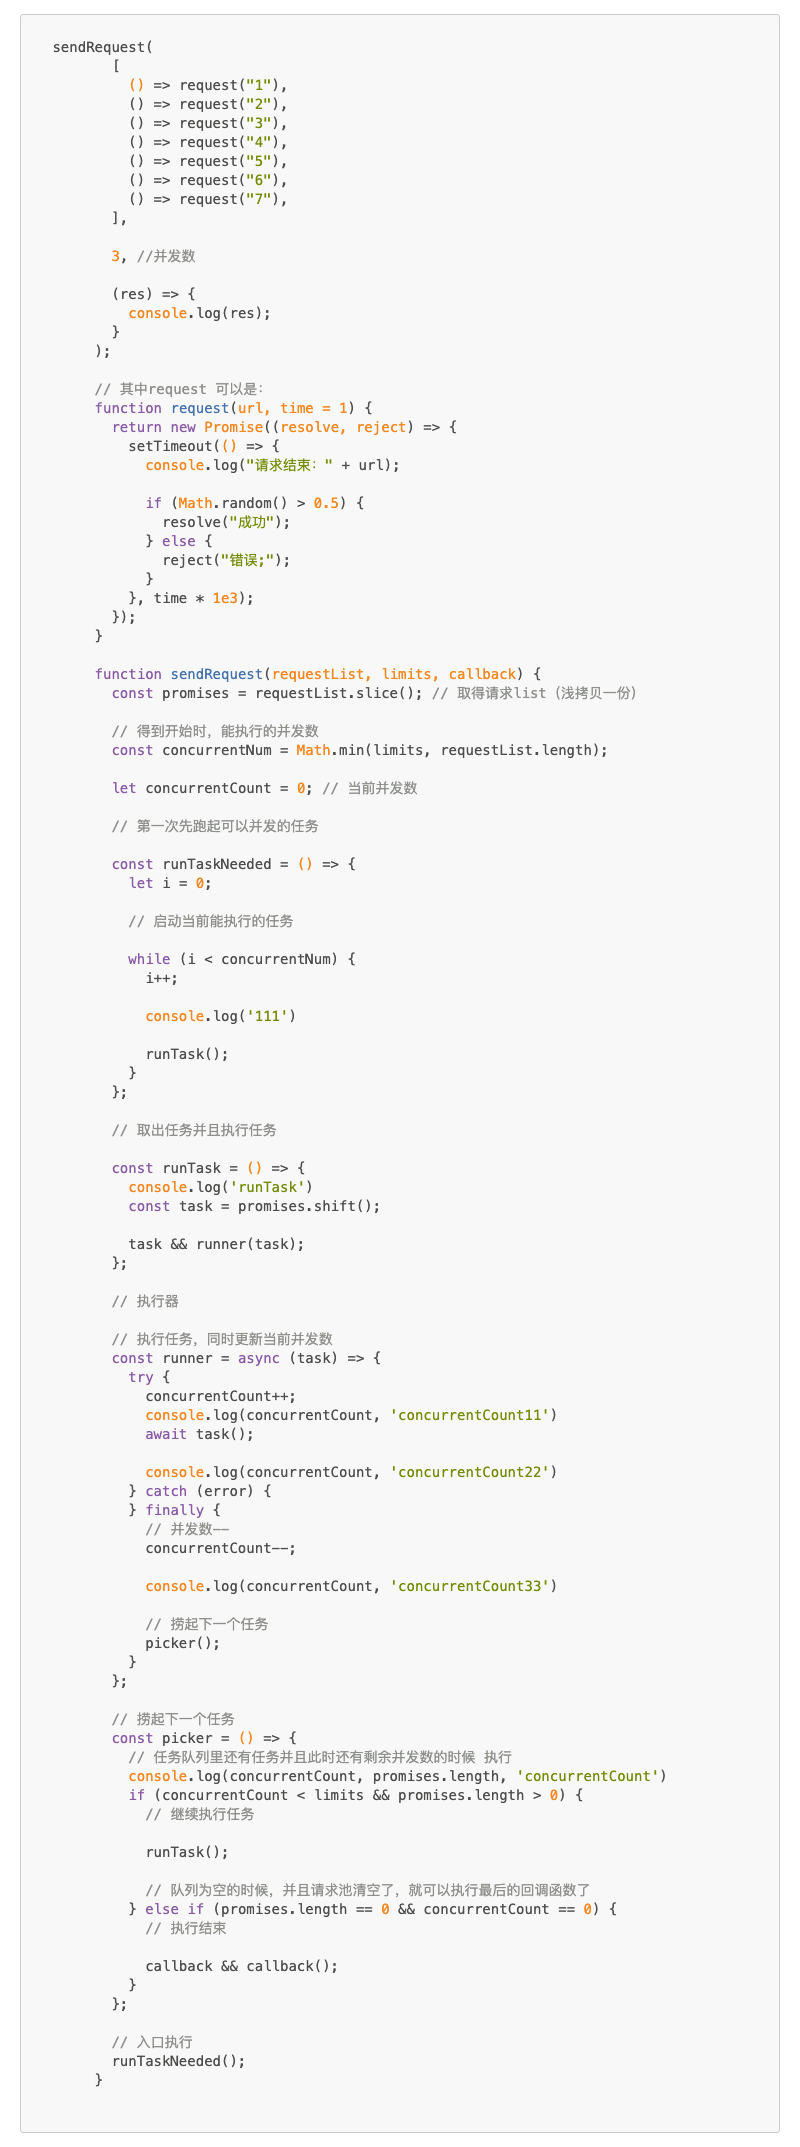 sendRequest(
[
() => request("1"),
() => request("2"),
() => request("3"),
() => request("4"),
() => request("5"),
() => request("6"),
() => request("7"),
],
3, //并发数
(res) => {
console.log(res);
}
);
// 其中request 可以是：
function request(url, time = 1) {
return new Promise((resolve, reject) => {
setTimeout(() => {
console.log("请求结束：" + url);
if (Math.random() > 0.5) {
resolve("成功");
} else {
reject("错误;");
}
}, time * 1e3);
});
}
function sendRequest(requestList, limits, callback) {
const promises = requestList.slice(); // 取得请求list（浅拷贝一份）
// 得到开始时，能执行的并发数
const concurrentNum = Math.min(limits, requestList.length);
let concurrentCount = 0; // 当前并发数
// 第一次先跑起可以并发的任务
const runTaskNeeded = () => {
let i = 0;
// 启动当前能执行的任务
while (i < concurrentNum) {
i++;
console.log('111')
runTask();
}
};
// 取出任务并且执行任务
const runTask = () => {
console.log('runTask')
const task = promises.shift();
task && runner(task);
};
// 执行器
// 执行任务，同时更新当前并发数
const runner = async (task) => {
try {
concurrentCount++;
console.log(concurrentCount, 'concurrentCount11')
await task();
console.log(concurrentCount, 'concurrentCount22')
} catch (error) {
} finally {
// 并发数--
concurrentCount--;
console.log(concurrentCount, 'concurrentCount33')
// 捞起下一个任务
picker();
}
};
// 捞起下一个任务
const picker = () => {
// 任务队列里还有任务并且此时还有剩余并发数的时候 执行
console.log(concurrentCount, promises.length, 'concurrentCount')
if (concurrentCount < limits && promises.length > 0) {
// 继续执行任务
runTask();
// 队列为空的时候，并且请求池清空了，就可以执行最后的回调函数了
} else if (promises.length == 0 && concurrentCount == 0) {
// 执行结束
callback && callback();
}
};
// 入口执行
runTaskNeeded();
}